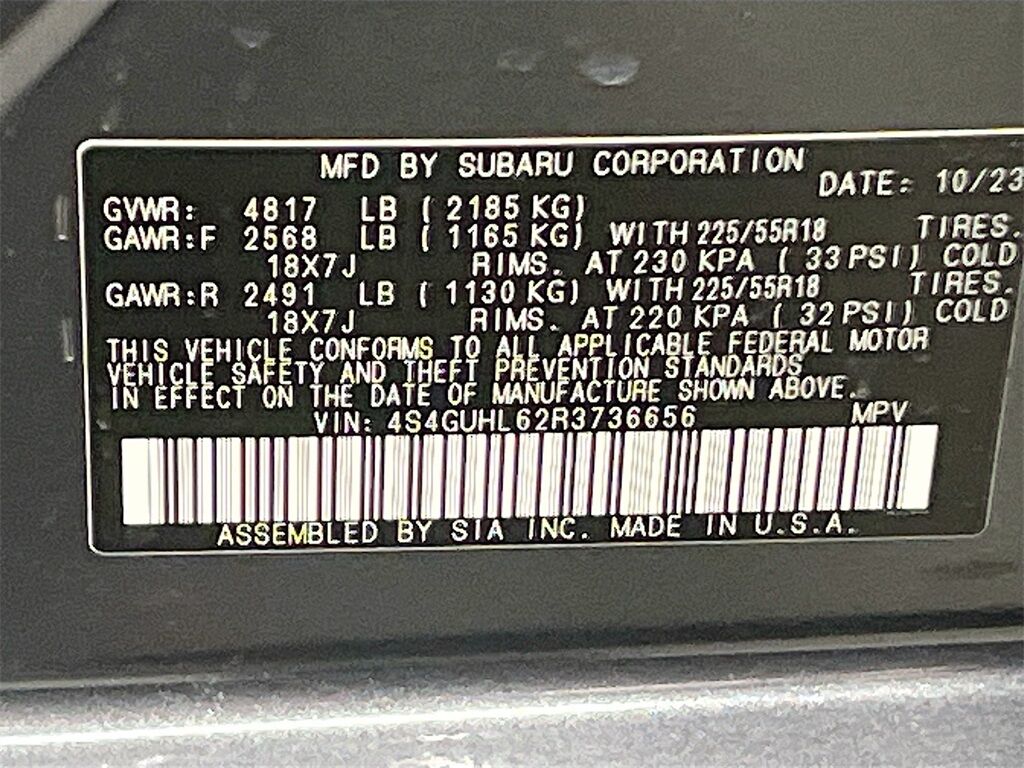 MFD BY SUBARU CORPORATION
DATE: 10/23
GVWR: 4817 LB ( 2185 KG)
GAWR:F 2568 LB ( 1165 KG) WITH 225/55R18 TIRES.
18X7J RIMS. AT 230 KPA ( 33 PSI) COLD
GAWR:R 2491 LB ( 1130 KG) WITH 225/55R18 TIRES.
18X7J RIMS. AT 220 KPA ( 32 PSI) COLD
THIS VEHICLE CONFORMS TO ALL APPLICABLE FEDERAL MOTOR
VEHICLE SAFETY AND THEFT PREVENTION STANDARDS
IN EFFECT ON THE DATE OF MANUFACTURE SHOWN ABOVE.
VIN: 4S4GUHL62R3736656 MPV
ASSEMBLED BY SIA INC. MADE IN U.S.A.